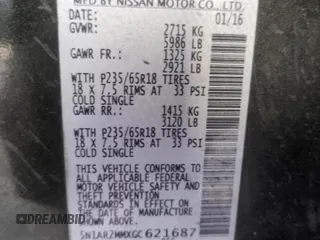 MFD BY NISSAN MOTOR CO., LTD.
DATE: 01/16
GVWR: 2715 KG
5986 LB
GAWR FR.: 1325 KG
2921 LB
WITH P235/65R18 TIRES
18 X 7.5 RIMS AT 33 PSI
COLD SINGLE
GAWR RR.: 1415 KG
3120 LB
WITH P235/65R18 TIRES
18 X 7.5 RIMS AT 33 PSI
COLD SINGLE
THIS VEHICLE CONFORMS TO ALL
APPLICABLE FEDERAL MOTOR VEHICLE
SAFETY AND THEFT PREVENTION
STANDARDS IN EFFECT ON THE
DATE OF MANUFACTURE
SHOWN ABOVE.
5N1AR2MMXGC621687
DREAMBID